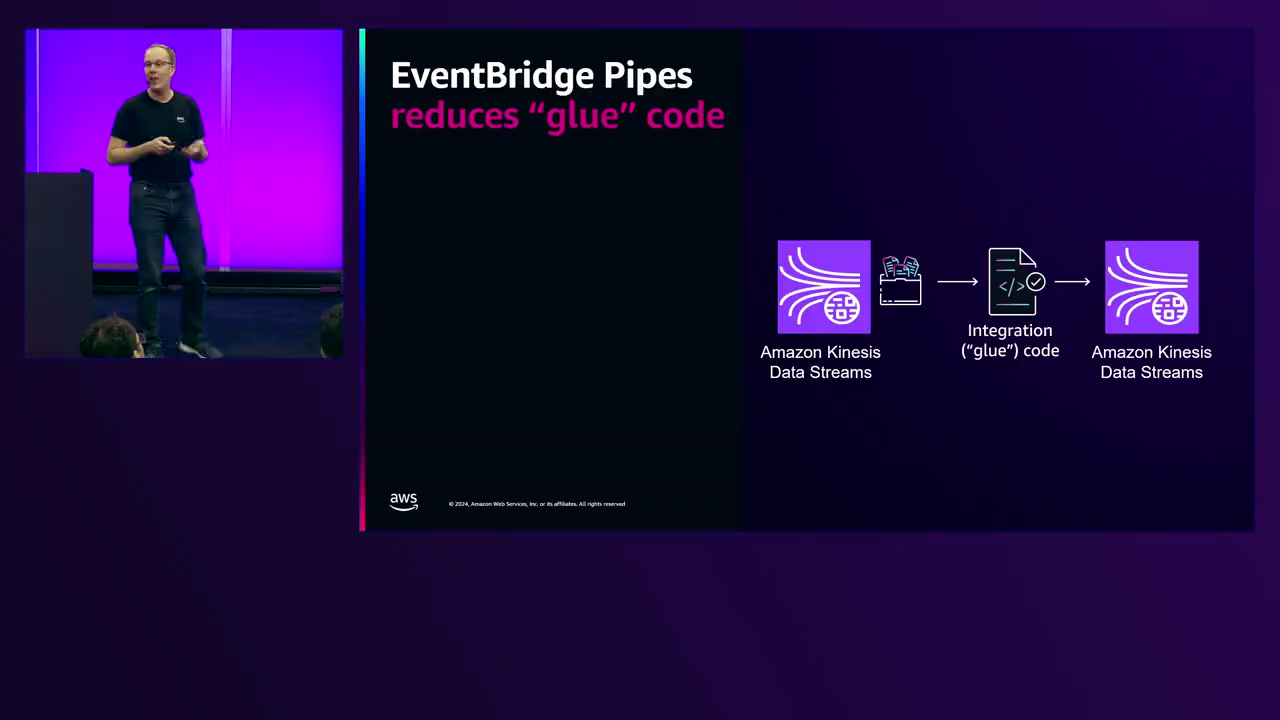 EventBridge Pipes
reduces “glue” code
</>
Integration
(“glue”) code
Amazon Kinesis
Data Streams
Amazon Kinesis
Data Streams
aws
© 2024, Amazon Web Services, Inc. or its affiliates. All rights reserved